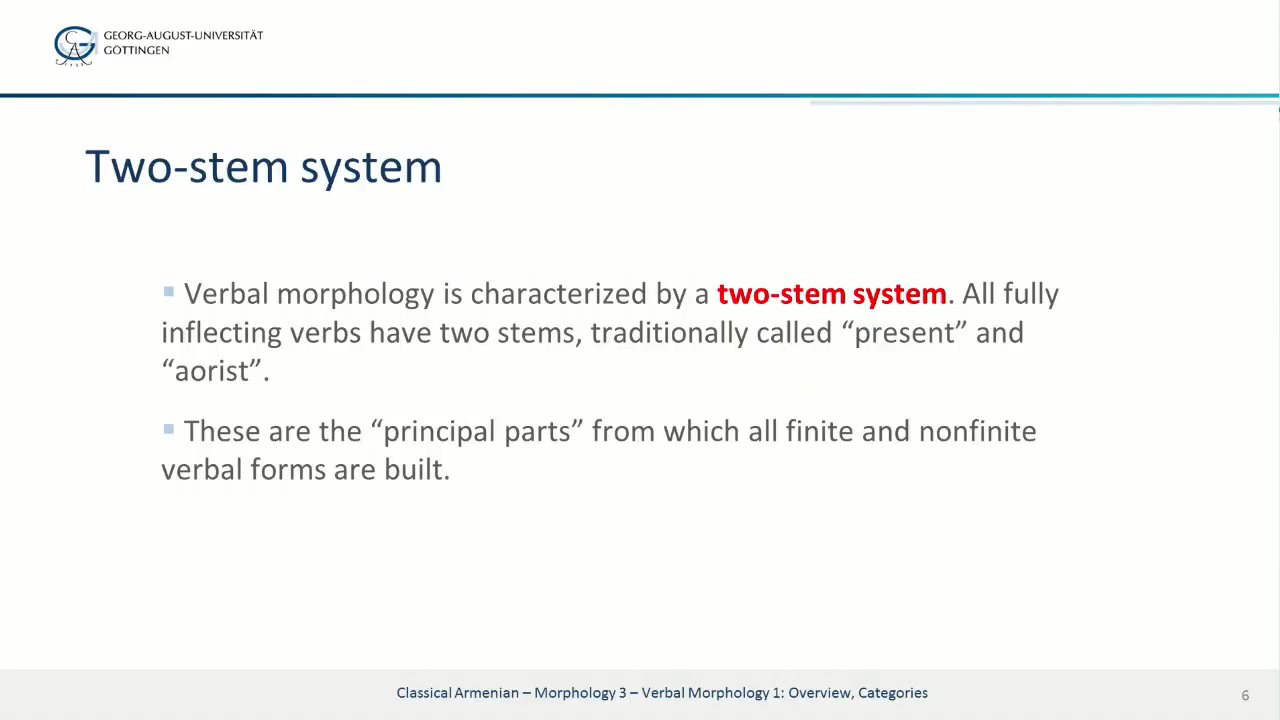 GEORG-AUGUST-UNIVERSITÄT
GÖTTINGEN
Two-stem system
▪ Verbal morphology is characterized by a two-stem system. All fully
inflecting verbs have two stems, traditionally called “present” and
“aorist”.
▪ These are the “principal parts” from which all finite and nonfinite
verbal forms are built.
Classical Armenian – Morphology 3 – Verbal Morphology 1: Overview, Categories
6